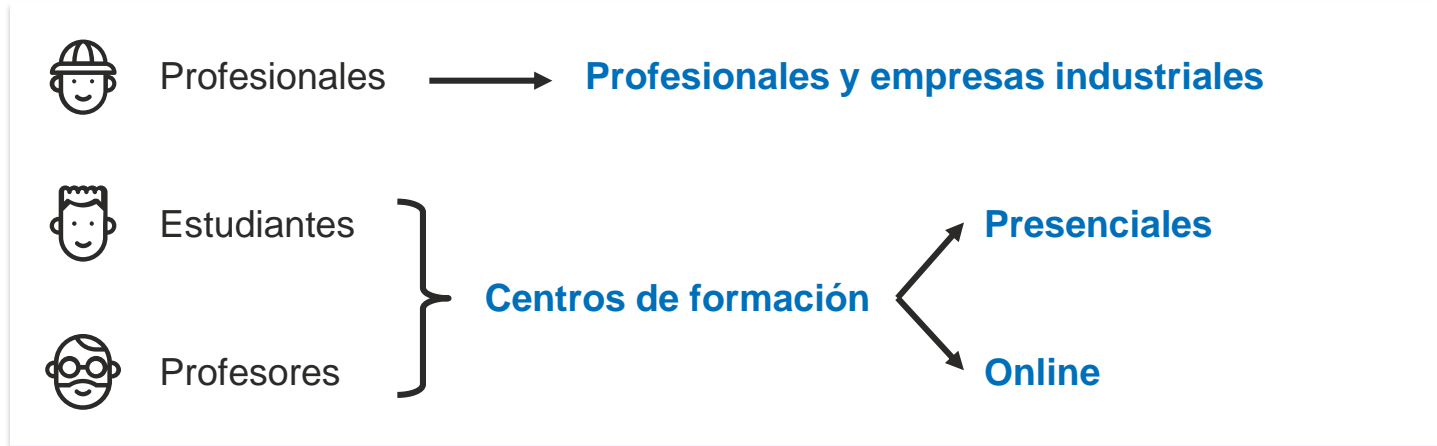 Profesionales
Profesionales y empresas industriales
Estudiantes
Presenciales
Centros de formación
Profesores
Online